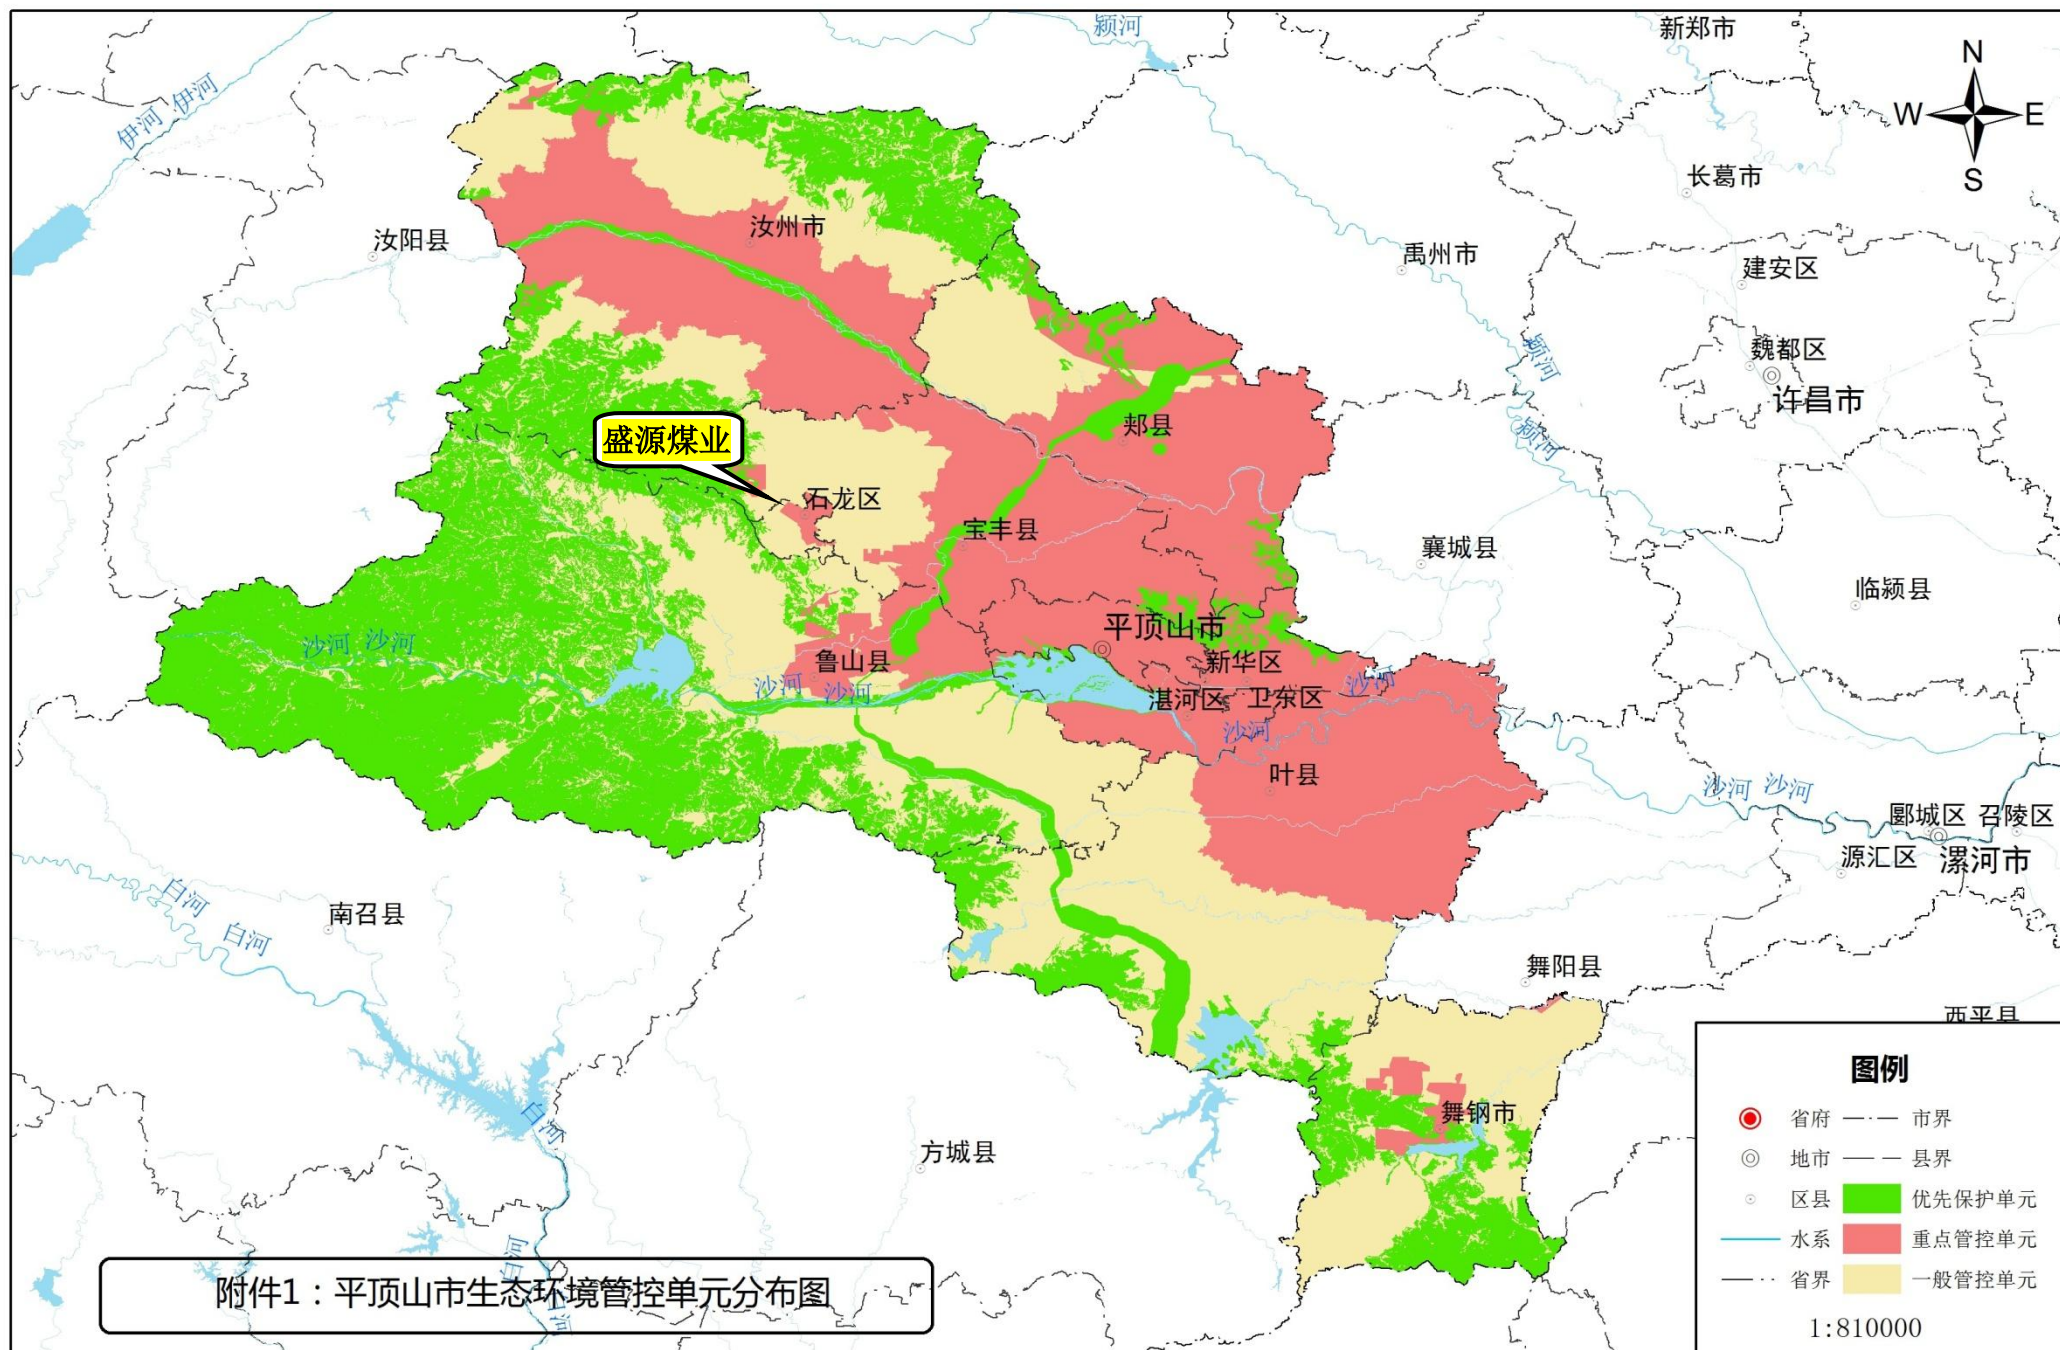 颍河
新郑市
N
伊河
伊河
W
E
S
长葛市
汝州市
汝阳县
禹州市
建安区
颍河
魏都区
许昌市
盛源煤业
郏县
颍河
石龙区
宝丰县
襄城县
临颍县
平顶山市
沙河
沙河
鲁山县
新华区
沙河
沙河
沙河
湛河区
卫东区
沙河
叶县
沙河
沙河
郾城区
召陵区
源汇区
漯河市
白河
南召县
白河
舞阳县
西平县
舞钢市
白河
方城县
白河
白河
附件1：平顶山市生态环境管控单元分布图
图例
省府
市界
地市
县界
区县
优先保护单元
水系
重点管控单元
省界
一般管控单元
1:810000